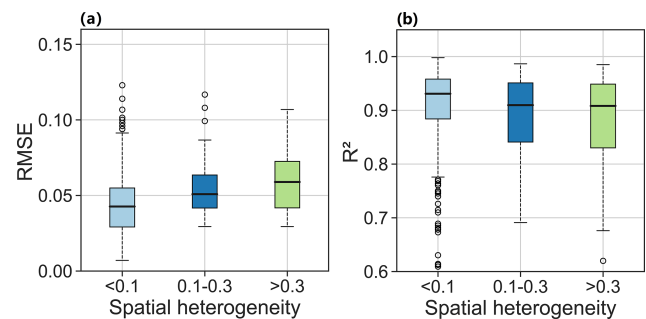 (a)
0.15
0.10
0.05
0.00
RMSE
<0.1 0.1-0.3 >0.3
Spatial heterogeneity
(b)
1.0
0.9
0.8
0.7
0.6
R²
<0.1 0.1-0.3 >0.3
Spatial heterogeneity